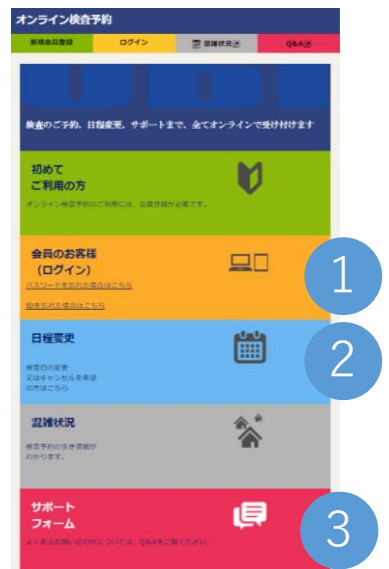 オンライン検査予約
新規会員登録 ログイン 混雑状況 Q&A
検査のご予約、日程変更、サポートまで、全てオンラインで受け付けます
初めて
ご利用の方
オンライン検査予約のご利用には、会員登録が必要です。
会員のお客様
(ログイン)
パスワードを忘れた場合はこちら
IDを忘れた場合はこちら
1
日程変更
検査日の変更
又はキャンセルを希望
の方はこちら
2
混雑状況
検査予約の空き情報が
わかります。
サポート
フォーム
よくあるお問い合わせについては、Q&Aをご覧ください。
3